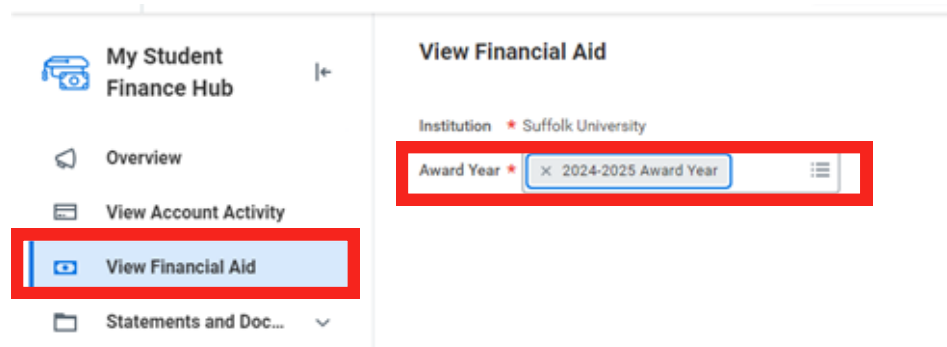 My Student
Finance Hub
Overview
View Account Activity
View Financial Aid
Statements and Doc...
View Financial Aid
Institution * Suffolk University
Award Year * × 2024-2025 Award Year